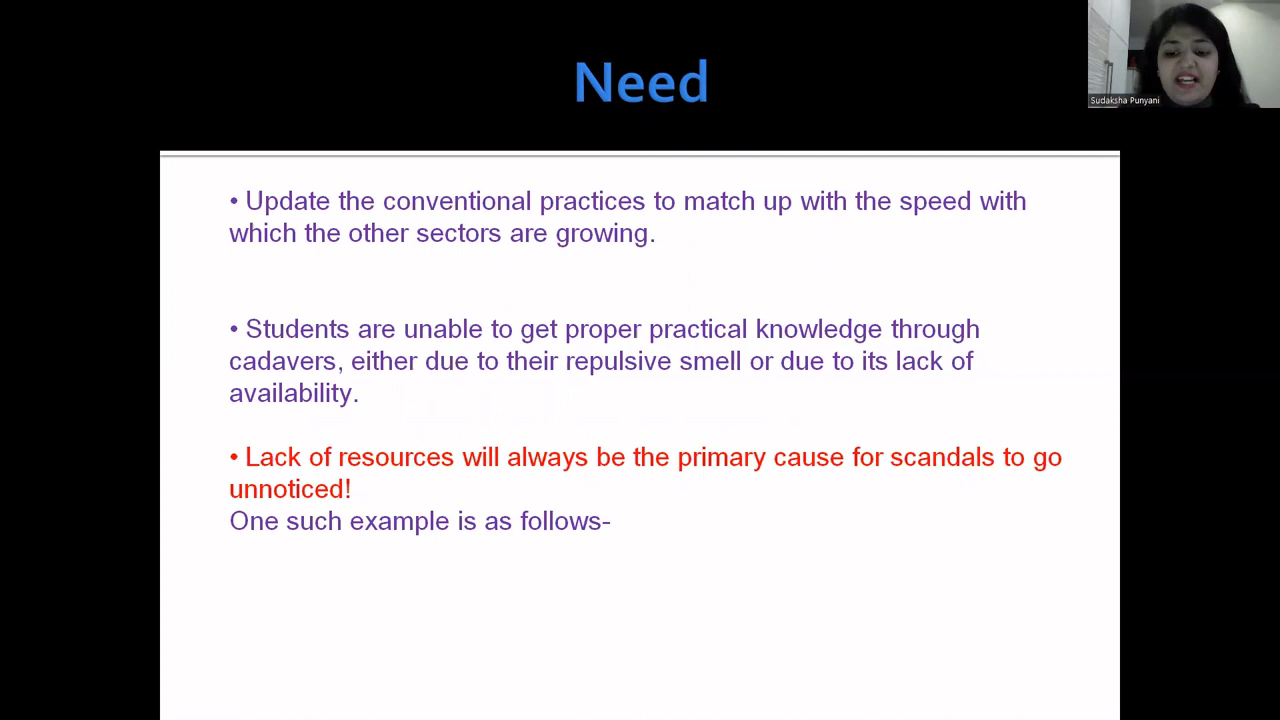 Need
Sudaksha Punyani
• Update the conventional practices to match up with the speed with
which the other sectors are growing.
• Students are unable to get proper practical knowledge through
cadavers, either due to their repulsive smell or due to its lack of
availability.
• Lack of resources will always be the primary cause for scandals to go
unnoticed!
One such example is as follows-